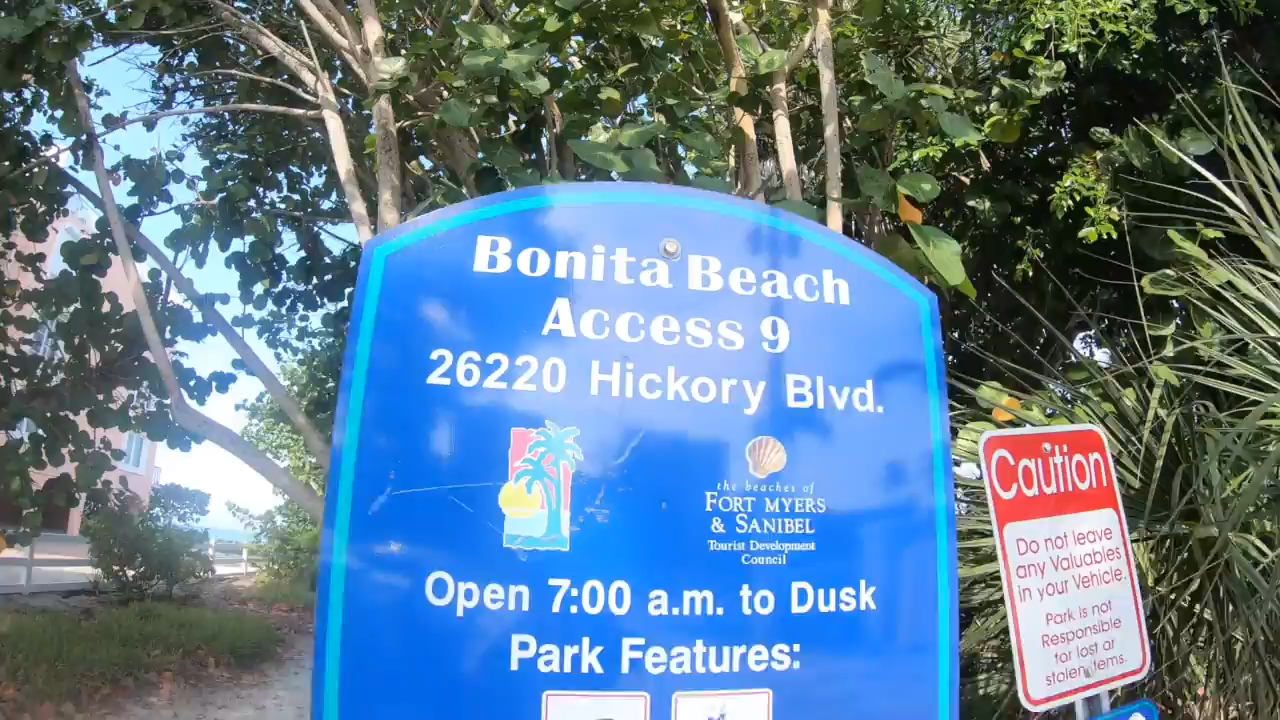 Bonita Beach
Access 9
26220 Hickory Blvd.
the beaches of
FORT MYERS
& SANIBEL
Tourist Development
Council
Open 7:00 a.m. to Dusk
Park Features:
Caution
Do not leave
any Valuables
in your Vehicle.
Park is not
Responsible
for lost or
stolen items.